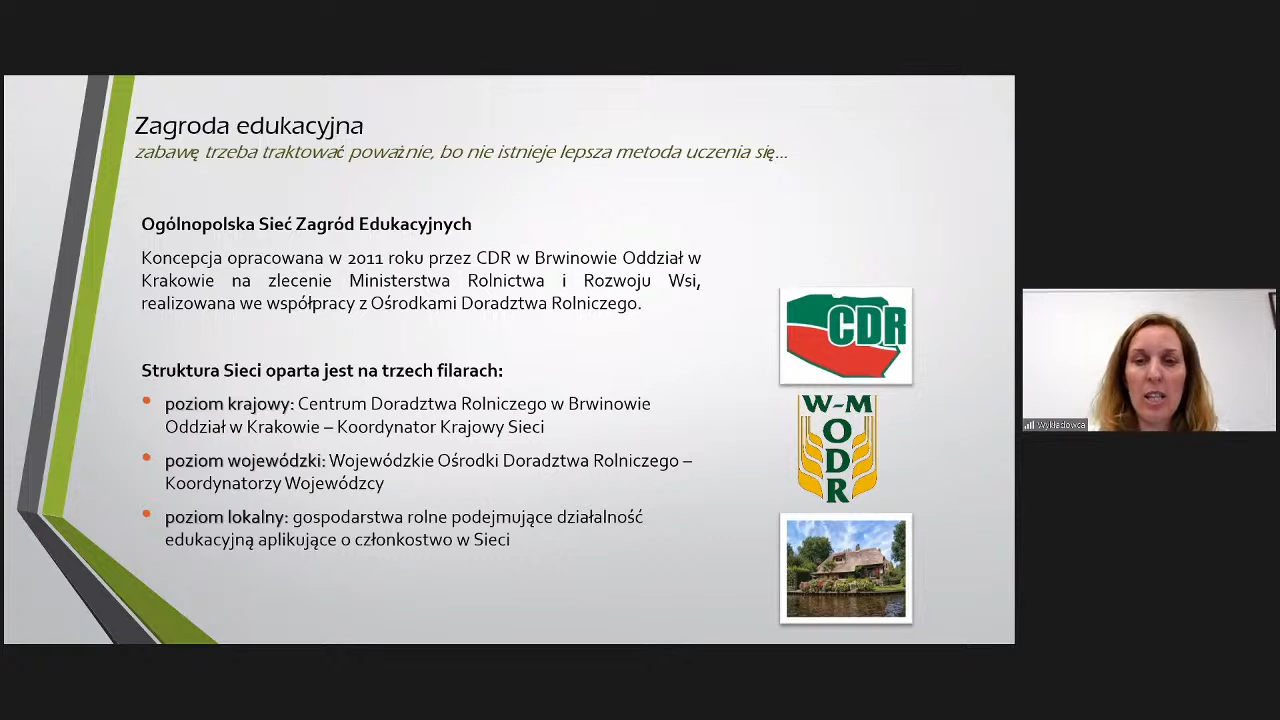 Zagroda edukacyjna
zabawę trzeba traktować poważnie, bo nie istnieje lepsza metoda uczenia się...
Ogólnopolska Sieć Zagród Edukacyjnych
Koncepcja opracowana w 2011 roku przez CDR w Brwinowie Oddział w
Krakowie na zlecenie Ministerstwa Rolnictwa i Rozwoju Wsi,
realizowana we współpracy z Ośrodkami Doradztwa Rolniczego.
Struktura Sieci oparta jest na trzech filarach:
• poziom krajowy: Centrum Doradztwa Rolniczego w Brwinowie
Oddział w Krakowie – Koordynator Krajowy Sieci
• poziom wojewódzki: Wojewódzkie Ośrodki Doradztwa Rolniczego –
Koordynatorzy Wojewódzcy
• poziom lokalny: gospodarstwa rolne podejmujące działalność
edukacyjną aplikujące o członkostwo w Sieci
CDR
W-M
O
D
R
Wykładowca